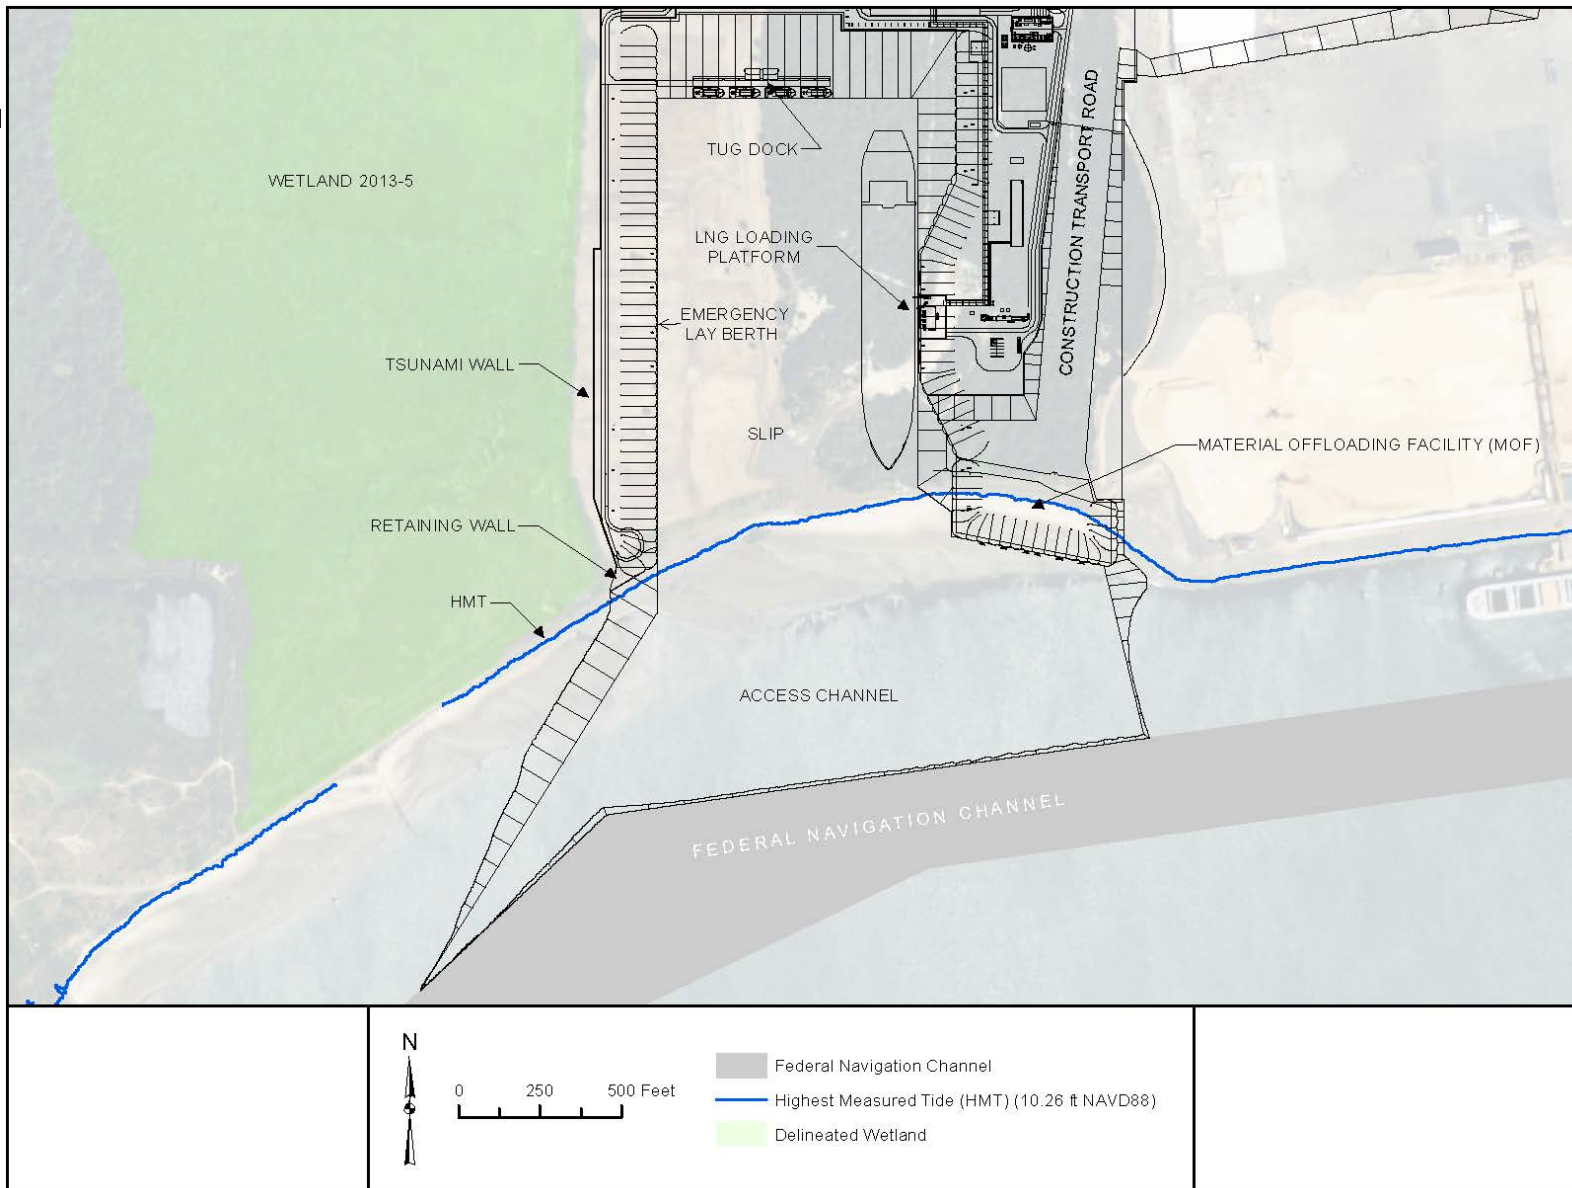 TUG DOCK
WETLAND 2013-5
CONSTRUCTION TRANSPORT ROAD
LNG LOADING
PLATFORM
EMERGENCY
LAY BERTH
TSUNAMI WALL
SLIP
MATERIAL OFFLOADING FACILITY (MOF)
RETAINING WALL
HMT
ACCESS CHANNEL
FEDERAL NAVIGATION CHANNEL
N
0 250 500 Feet
Federal Navigation Channel
Highest Measured Tide (HMT) (10.26 ft NAVD88)
Delineated Wetland